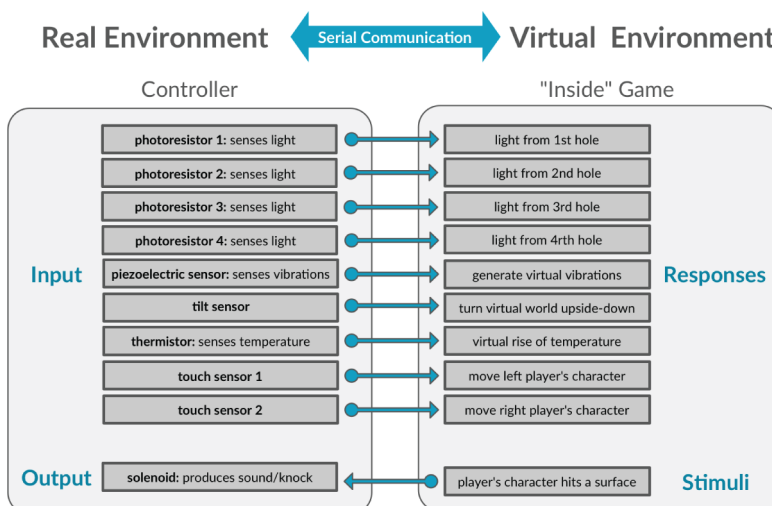 Real Environment
Serial Communication
Virtual Environment
Controller
"Inside" Game
photoresistor 1: senses light
light from 1st hole
photoresistor 2: senses light
light from 2nd hole
photoresistor 3: senses light
light from 3rd hole
photoresistor 4: senses light
light from 4rth hole
Input
piezoelectric sensor: senses vibrations
generate virtual vibrations
Responses
tilt sensor
turn virtual world upside-down
thermistor: senses temperature
virtual rise of temperature
touch sensor 1
move left player's character
touch sensor 2
move right player's character
Output
solenoid: produces sound/knock
player's character hits a surface
Stimuli